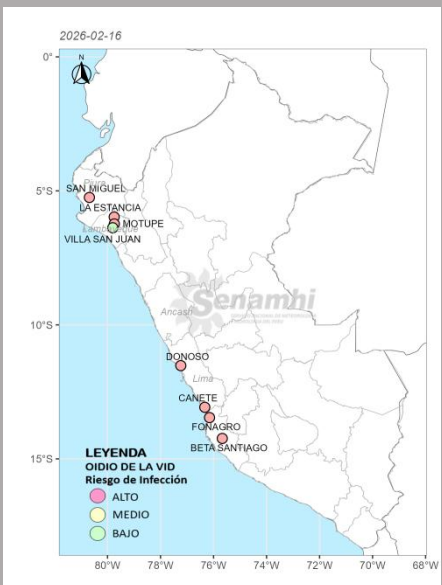 2026-02-16
N
0°
5°S
10°S
15°S
Piura
SAN MIGUEL
LA ESTANCIA
MOTUPE
Lambayeque
VILLA SAN JUAN
Senamhi
Ancash
DONOSO
Lima
CANETE
FONAGRO
BETA SANTIAGO
LEYENDA
OIDIO DE LA VID
Riesgo de Infección
ALTO
MEDIO
BAJO
80°W 78°W 76°W 74°W 72°W 70°W 68°W